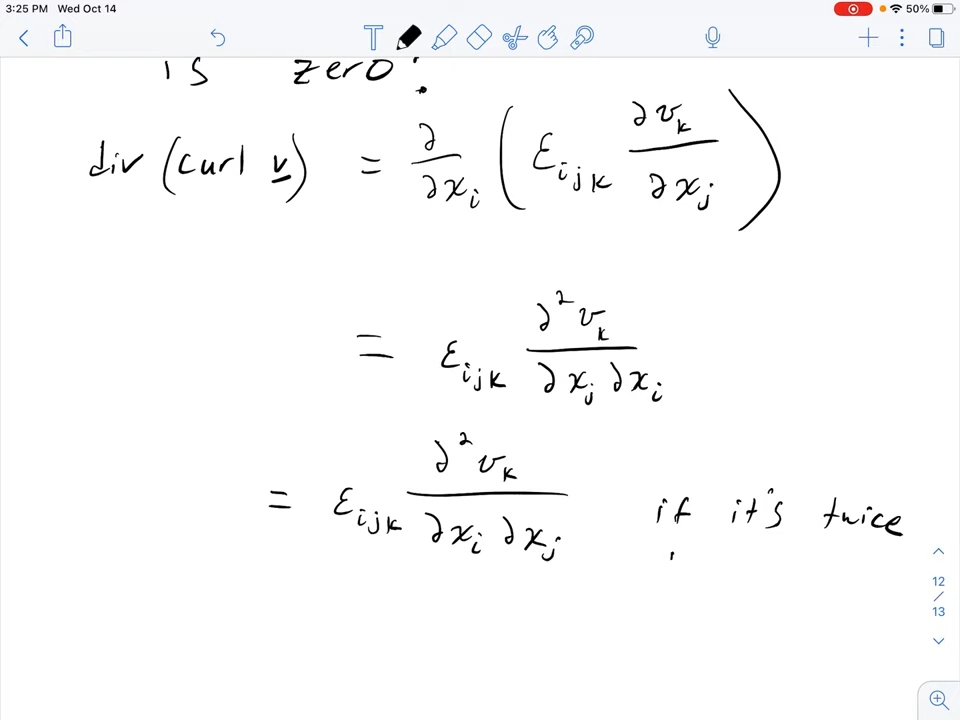 3:25 PM Wed Oct 14
50%
is zero:
div (curl v) = ∂/∂x_i ( ε_ijk ∂v_k/∂x_j )
= ε_ijk ∂²v_k/∂x_j ∂x_i
= ε_ijk ∂²v_k/∂x_i ∂x_j if it's twice
12
/
13